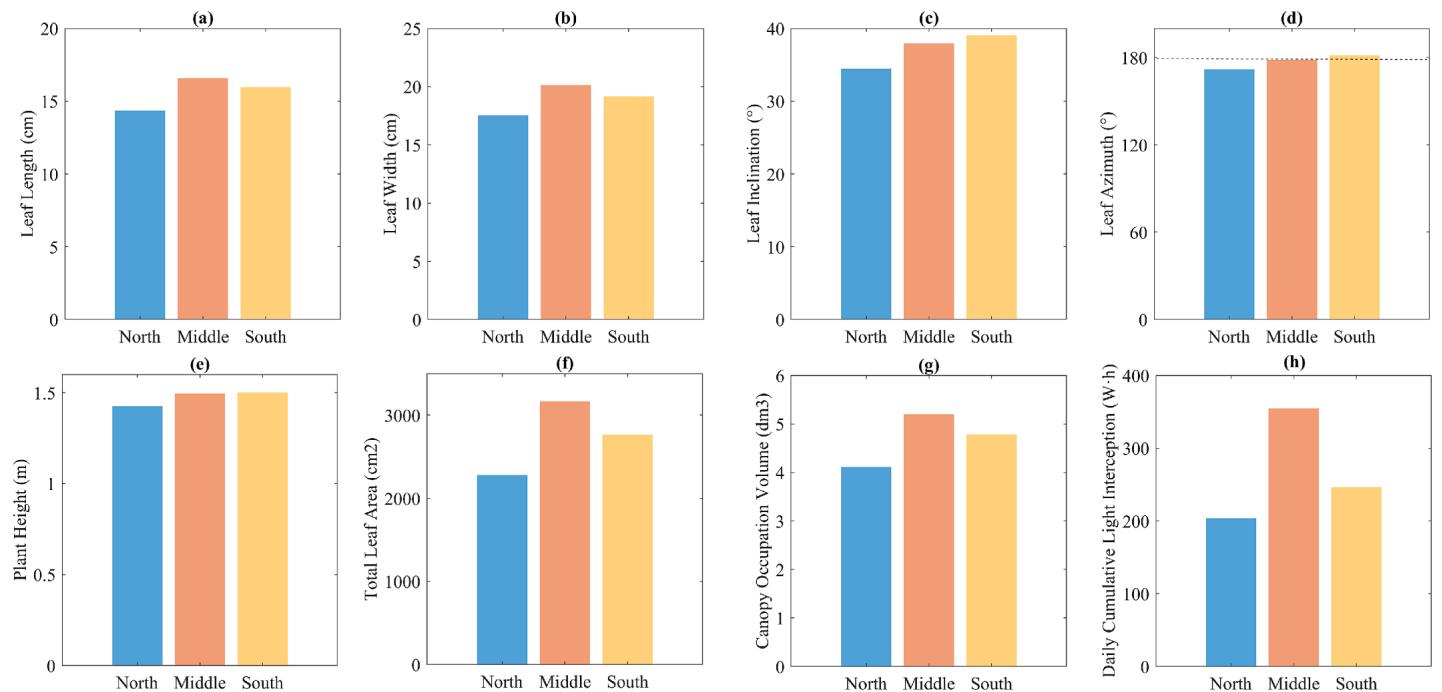 (a)
20
15
10
5
0
Leaf Length (cm)
North Middle South
(b)
25
20
15
10
5
0
Leaf Width (cm)
North Middle South
(c)
40
30
20
10
0
Leaf Inclination (°)
North Middle South
(d)
180
120
60
0
Leaf Azimuth (°)
North Middle South
(e)
1.5
1
0.5
0
Plant Height (m)
North Middle South
(f)
3000
2000
1000
0
Total Leaf Area (cm2)
North Middle South
(g)
6
5
4
3
2
1
0
Canopy Occupation Volume (dm3)
North Middle South
(h)
400
300
200
100
0
Daily Cumulative Light Interception (W·h)
North Middle South